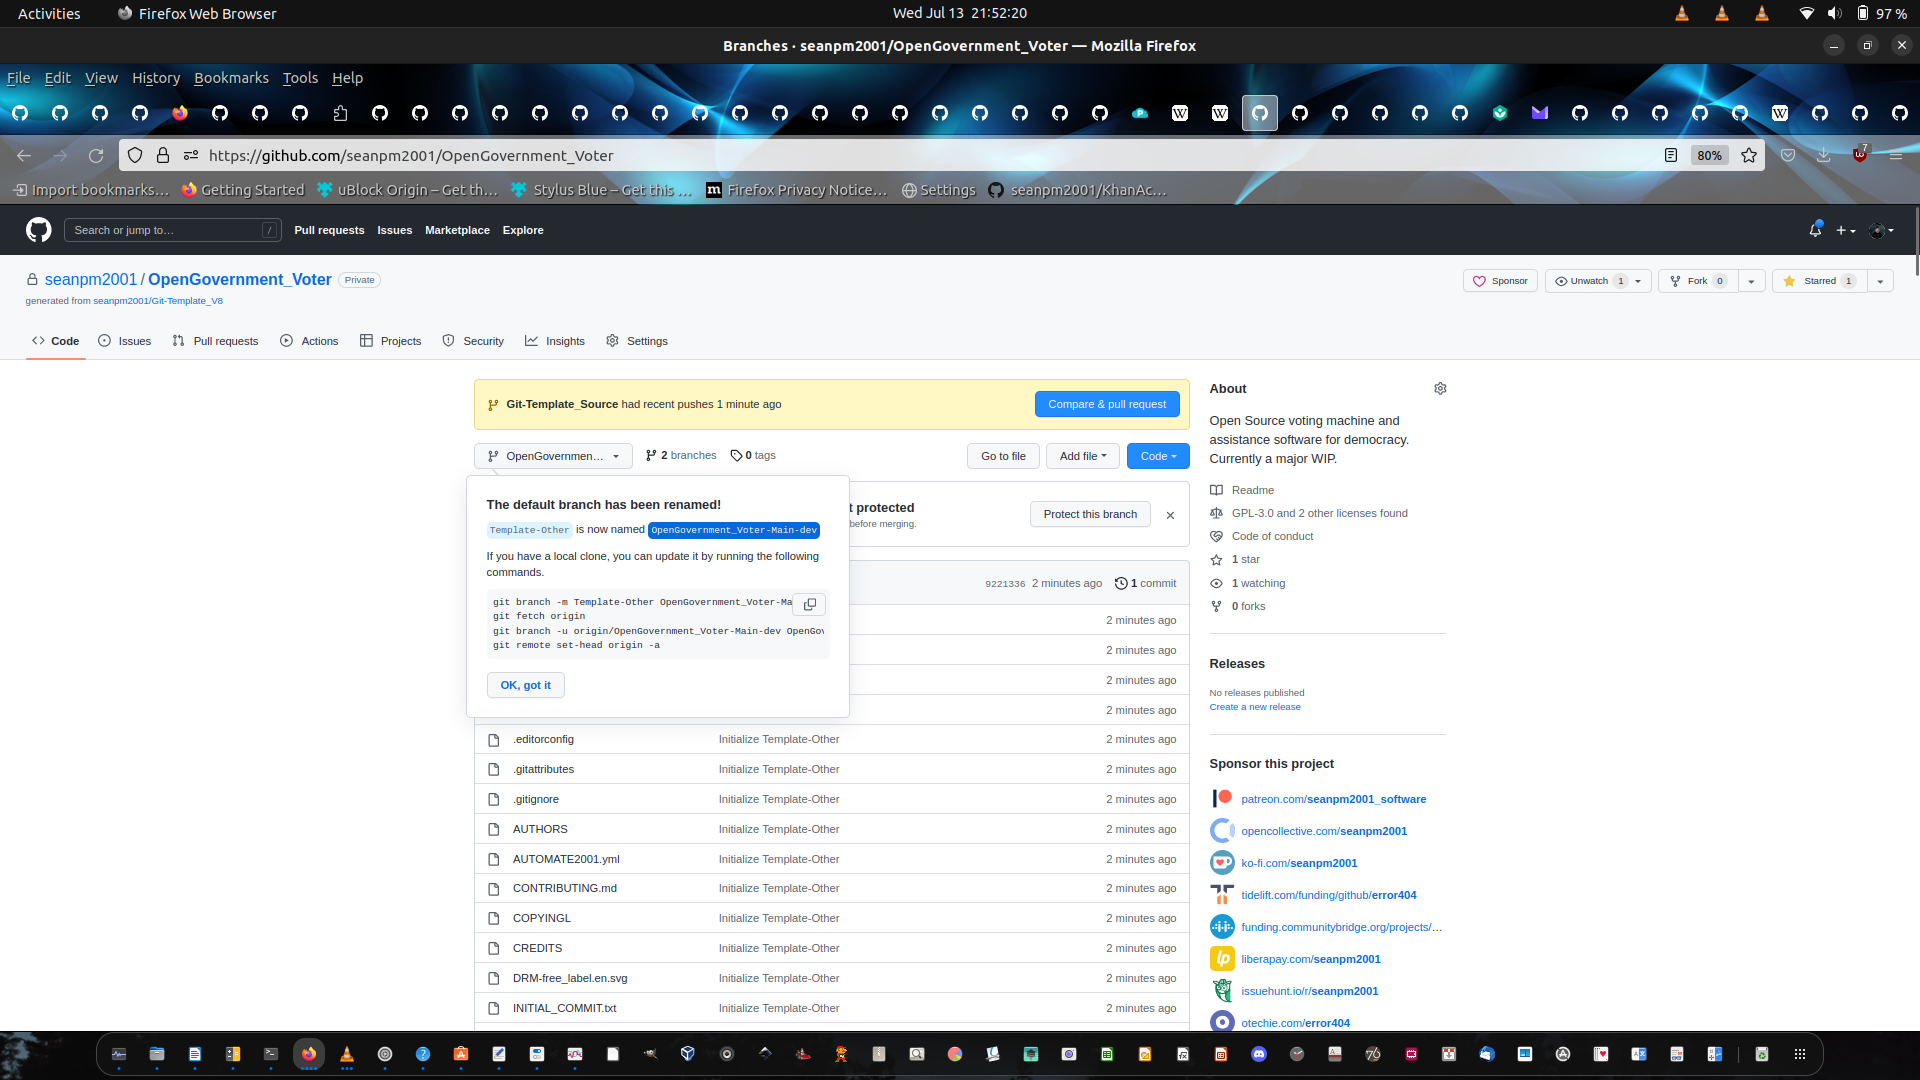 Activities
Firefox Web Browser
Wed Jul 13 21:52:20
97 %
Branches · seanpm2001/OpenGovernment_Voter — Mozilla Firefox
File Edit View History Bookmarks Tools Help
https://github.com/seanpm2001/OpenGovernment_Voter
80%
7
Import bookmarks…
Getting Started
uBlock Origin – Get th…
Stylus Blue – Get this …
Firefox Privacy Notice…
Settings
seanpm2001/KhanAc…
Search or jump to…
/
Pull requests
Issues
Marketplace
Explore
seanpm2001 / OpenGovernment_Voter
Private
generated from seanpm2001/Git-Template_V8
Sponsor
Unwatch 1
Fork 0
Starred 1
Code
Issues
Pull requests
Actions
Projects
Security
Insights
Settings
Git-Template_Source had recent pushes 1 minute ago
Compare & pull request
OpenGovernmen…
2 branches
0 tags
Go to file
Add file
Code
The default branch has been renamed!
Template-Other is now named OpenGovernment_Voter-Main-dev
If you have a local clone, you can update it by running the following
commands.
git branch -m Template-Other OpenGovernment_Voter-Ma
git fetch origin
git branch -u origin/OpenGovernment_Voter-Main-dev OpenGov
git remote set-head origin -a
OK, got it
t protected
before merging.
Protect this branch
9221336 2 minutes ago
1 commit
2 minutes ago
2 minutes ago
2 minutes ago
2 minutes ago
.editorconfig Initialize Template-Other 2 minutes ago
.gitattributes Initialize Template-Other 2 minutes ago
.gitignore Initialize Template-Other 2 minutes ago
AUTHORS Initialize Template-Other 2 minutes ago
AUTOMATE2001.yml Initialize Template-Other 2 minutes ago
CONTRIBUTING.md Initialize Template-Other 2 minutes ago
COPYINGL Initialize Template-Other 2 minutes ago
CREDITS Initialize Template-Other 2 minutes ago
DRM-free_label.en.svg Initialize Template-Other 2 minutes ago
INITIAL_COMMIT.txt Initialize Template-Other 2 minutes ago
About
Open Source voting machine and
assistance software for democracy.
Currently a major WIP.
Readme
GPL-3.0 and 2 other licenses found
Code of conduct
1 star
1 watching
0 forks
Releases
No releases published
Create a new release
Sponsor this project
patreon.com/seanpm2001_software
opencollective.com/seanpm2001
ko-fi.com/seanpm2001
tidelift.com/funding/github/error404
funding.communitybridge.org/projects/…
liberapay.com/seanpm2001
issuehunt.io/r/seanpm2001
otechie.com/error404